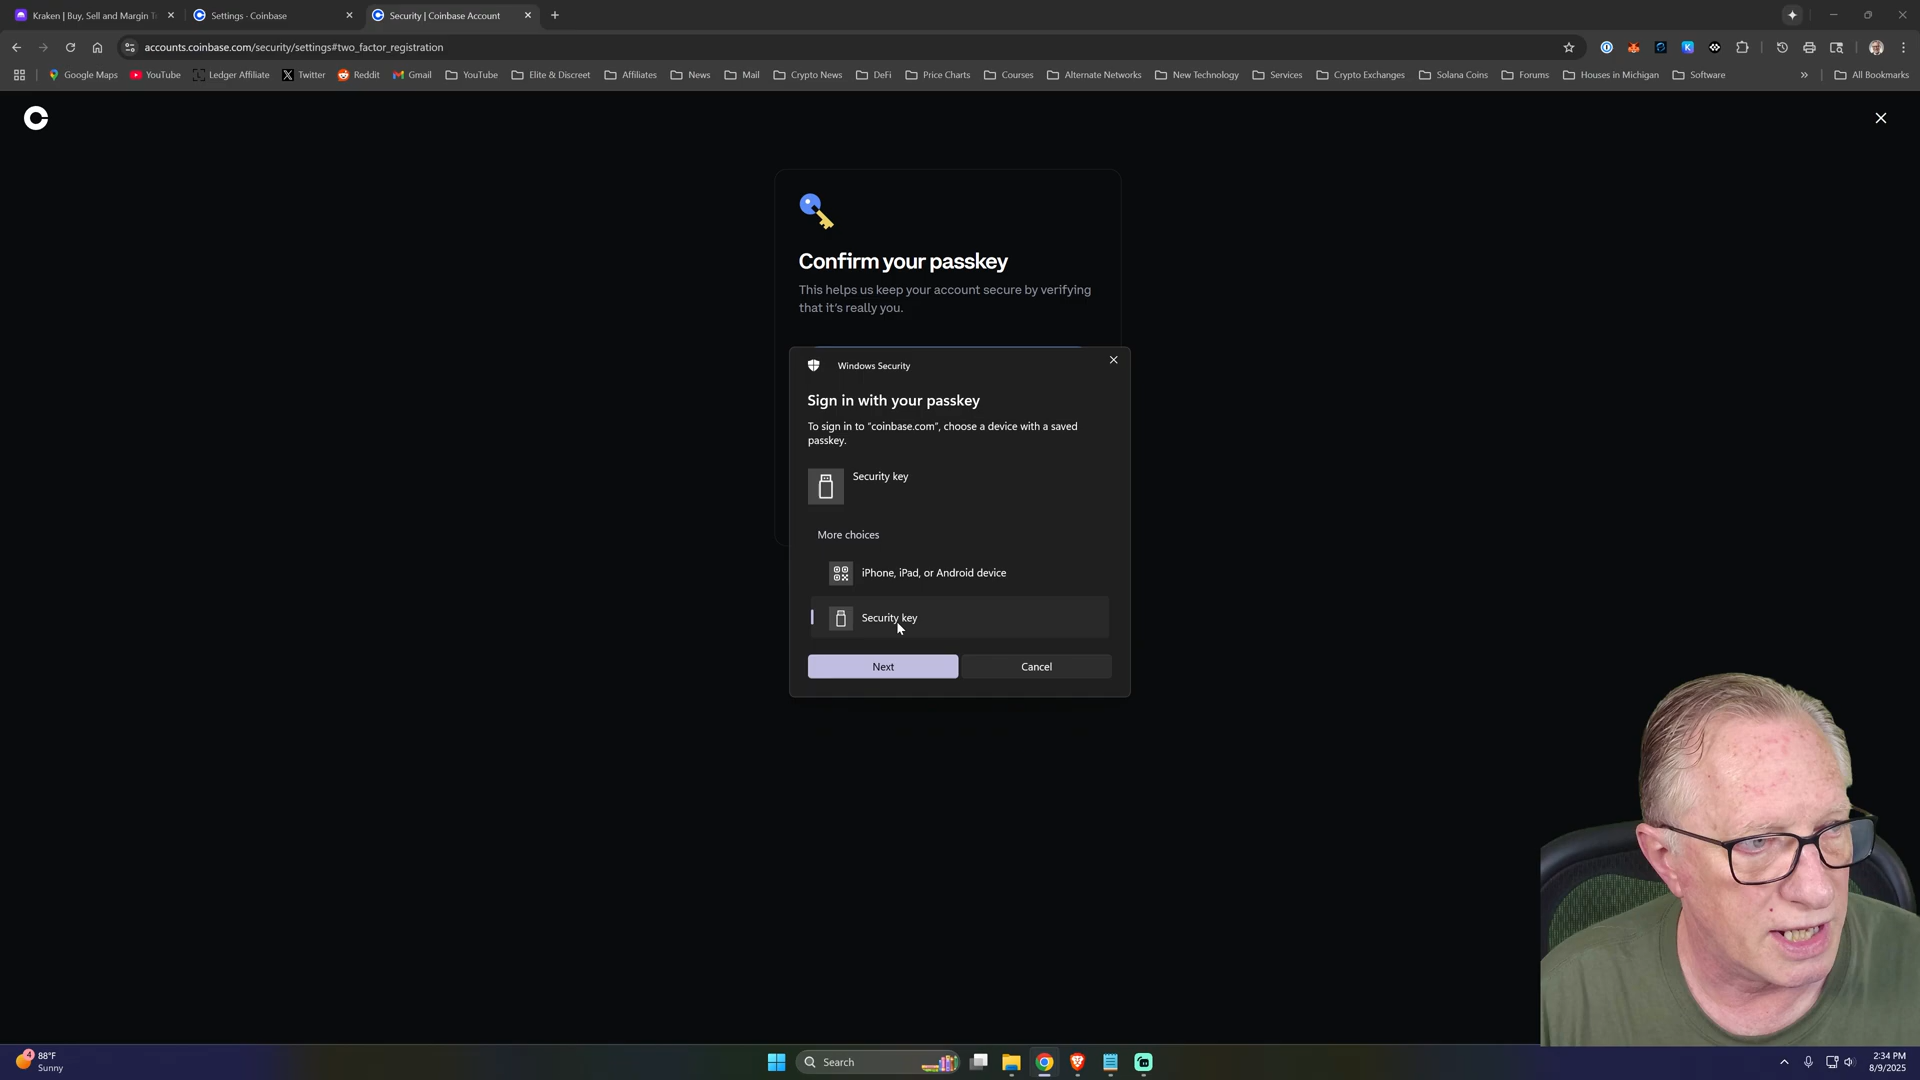 Kraken | Buy, Sell and Margin T
Settings - Coinbase
Security | Coinbase Account
accounts.coinbase.com/security/settings#two_factor_registration
Google Maps
YouTube
Ledger Affiliate
Twitter
Reddit
Gmail
YouTube
Elite & Discreet
Affiliates
News
Mail
Crypto News
DeFi
Price Charts
Courses
Alternate Networks
New Technology
Services
Crypto Exchanges
Solana Coins
Forums
Houses in Michigan
Software
All Bookmarks
Confirm your passkey
This helps us keep your account secure by verifying
that it's really you.
Windows Security
Sign in with your passkey
To sign in to "coinbase.com", choose a device with a saved
passkey.
Security key
More choices
iPhone, iPad, or Android device
Security key
Next
Cancel
4
88°F
Sunny
Search
2:34 PM
8/9/2025